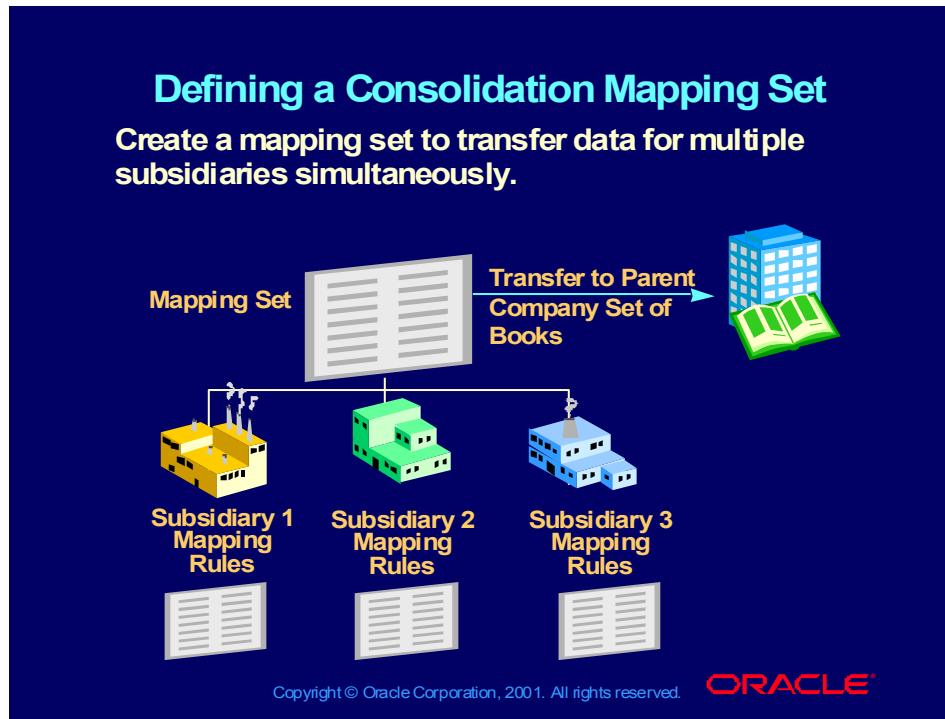 Defining a Consolidation Mapping Set
Create a mapping set to transfer data for multiple
subsidiaries simultaneously.
Mapping Set
Transfer to Parent
Company Set of
Books
Subsidiary 1
Mapping
Rules
Subsidiary 2
Mapping
Rules
Subsidiary 3
Mapping
Rules
Copyright © Oracle Corporation, 2001. All rights reserved.
ORACLE®